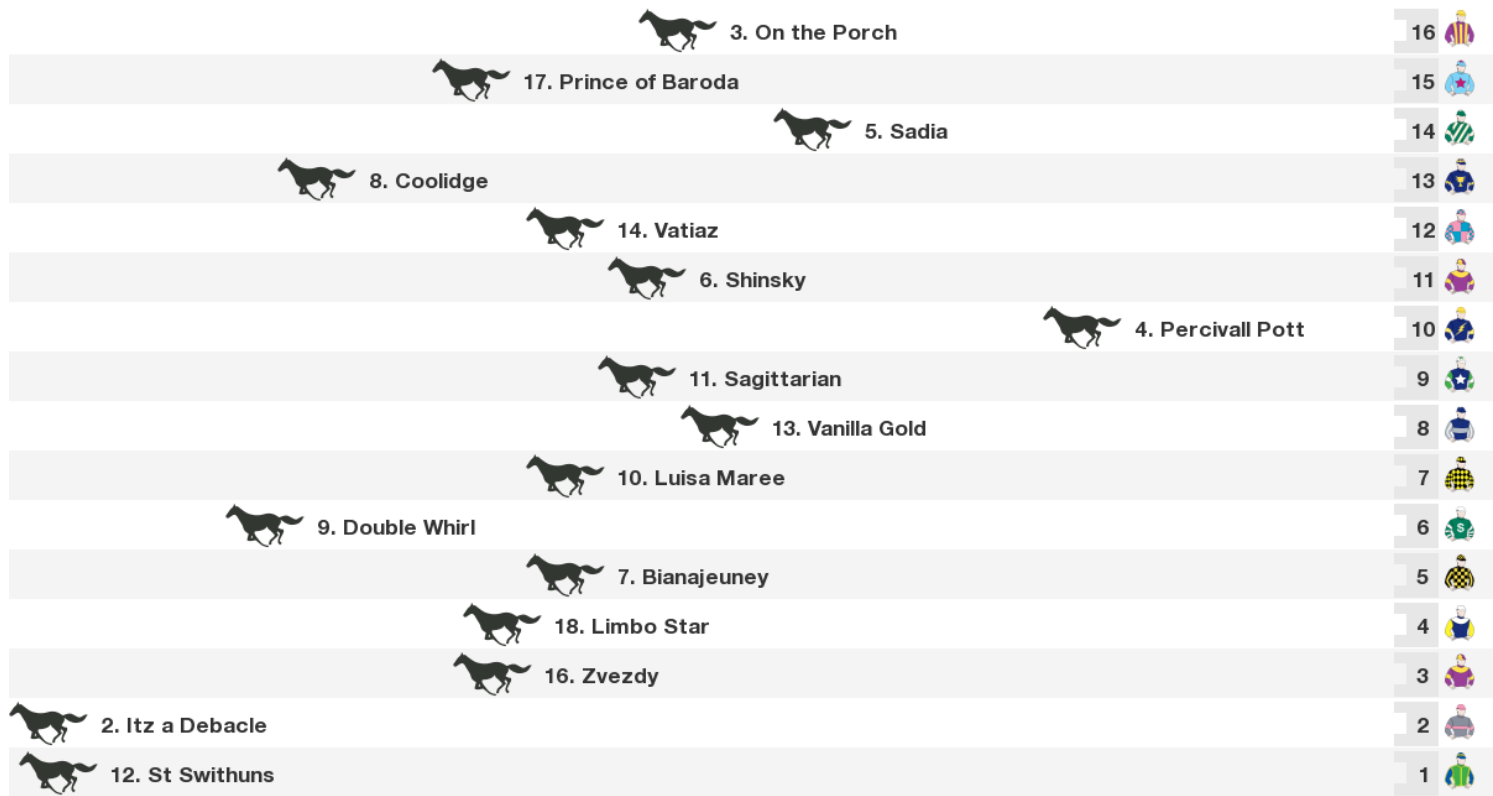 3. On the Porch 16
17. Prince of Baroda 15
5. Sadia 14
8. Coolidge 13
14. Vatiaz 12
6. Shinsky 11
4. Percivall Pott 10
11. Sagittarian 9
13. Vanilla Gold 8
10. Luisa Maree 7
9. Double Whirl 6 S
7. Bianajeuney 5
18. Limbo Star 4
16. Zvezdy 3
2. Itz a Debacle 2
12. St Swithuns 1